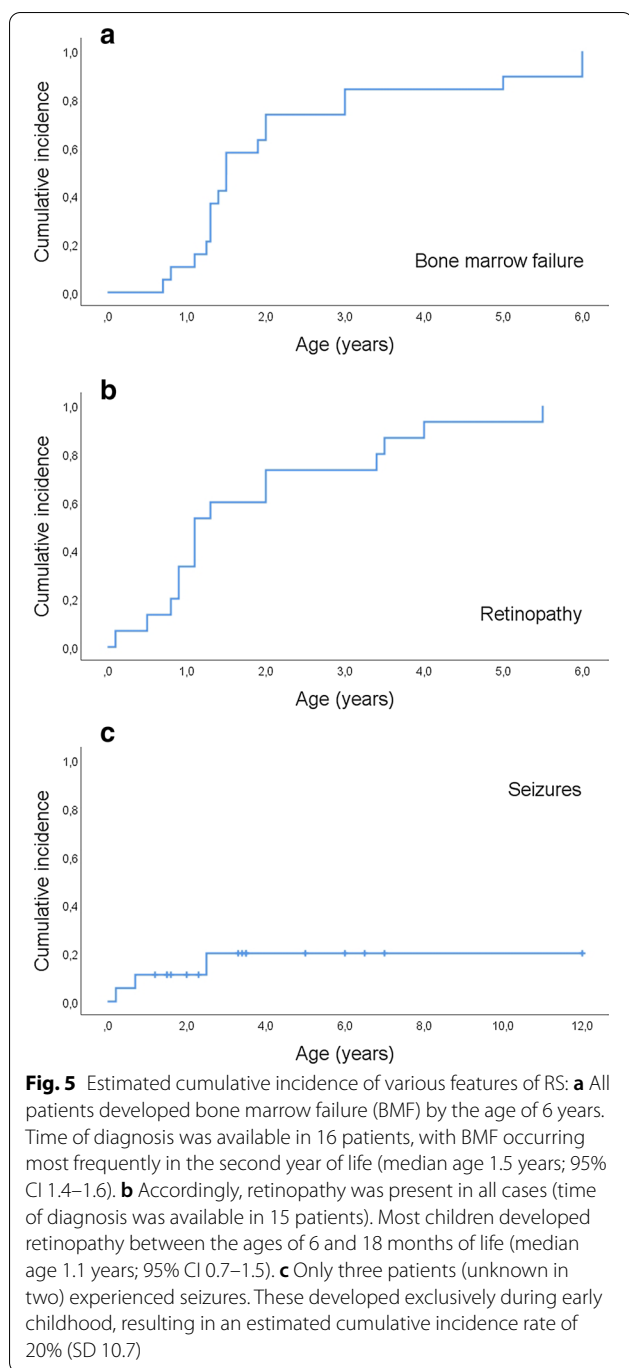 a
Cumulative incidence
1,0
0,8
0,6
0,4
0,2
0,0
Bone marrow failure
,0 1,0 2,0 3,0 4,0 5,0 6,0
Age (years)
b
Cumulative incidence
1,0
0,8
0,6
0,4
0,2
0,0
Retinopathy
,0 1,0 2,0 3,0 4,0 5,0 6,0
Age (years)
c
Cumulative incidence
1,0
0,8
0,6
0,4
0,2
0,0
Seizures
,0 2,0 4,0 6,0 8,0 10,0 12,0
Age (years)
Fig. 5 Estimated cumulative incidence of various features of RS: a All
patients developed bone marrow failure (BMF) by the age of 6 years.
Time of diagnosis was available in 16 patients, with BMF occurring
most frequently in the second year of life (median age 1.5 years; 95%
CI 1.4–1.6). b Accordingly, retinopathy was present in all cases (time
of diagnosis was available in 15 patients). Most children developed
retinopathy between the ages of 6 and 18 months of life (median
age 1.1 years; 95% CI 0.7–1.5). c Only three patients (unknown in
two) experienced seizures. These developed exclusively during early
childhood, resulting in an estimated cumulative incidence rate of
20% (SD 10.7)